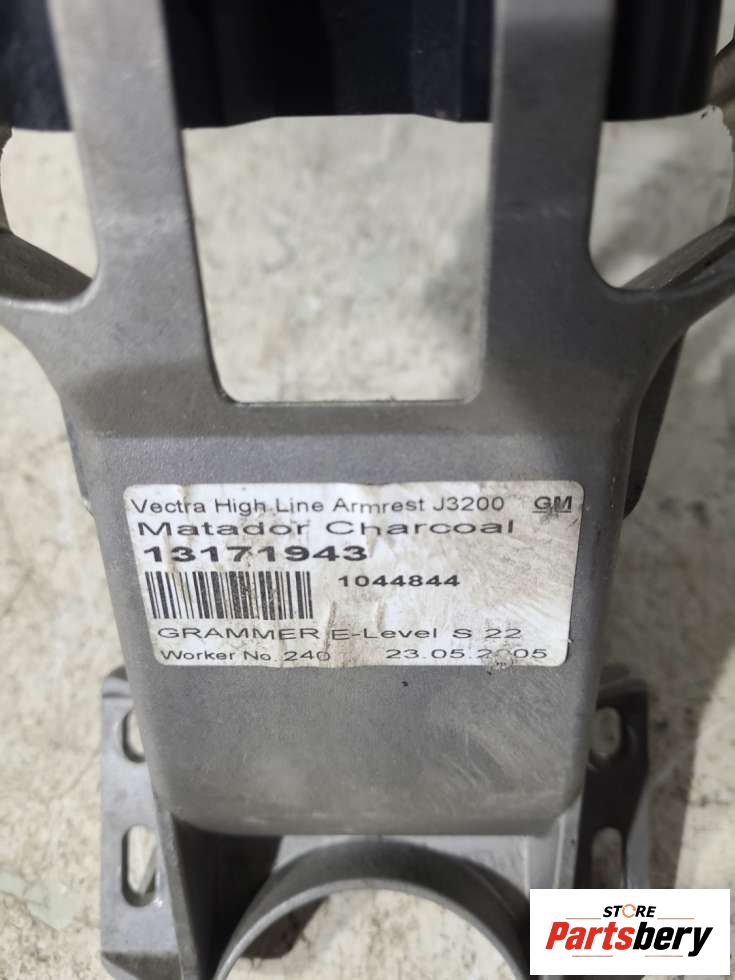 Vectra High Line Armrest J3200 GM
Matador Charcoal
13171943
1044844
GRAMMER E-Level S 22
Worker No. 240 23.05.2005
STORE
Partsbery